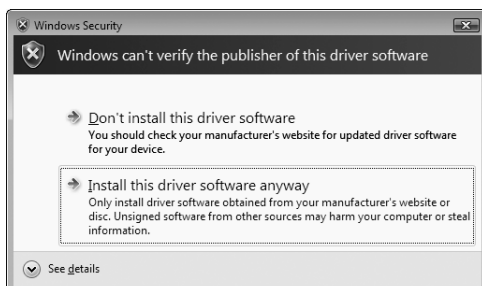 Windows Security
Windows can't verify the publisher of this driver software
Don't install this driver software
You should check your manufacturer's website for updated driver software
for your device.
Install this driver software anyway
Only install driver software obtained from your manufacturer's website or
disc. Unsigned software from other sources may harm your computer or steal
information.
See details